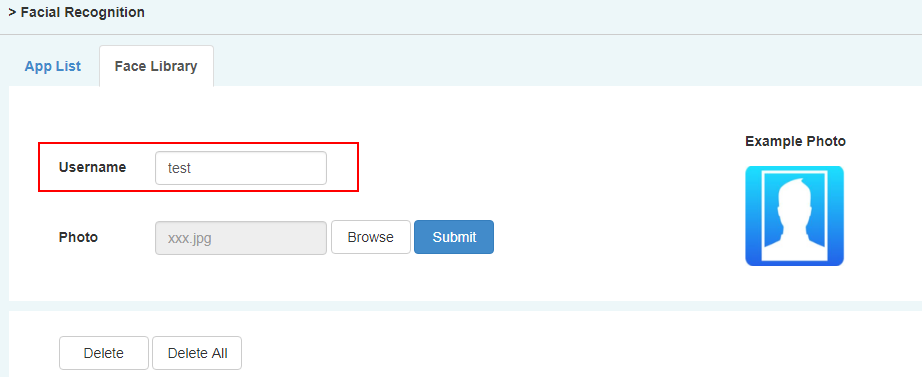 > Facial Recognition
App List Face Library
Example Photo
Username test
Photo xxx.jpg Browse Submit
Delete Delete All